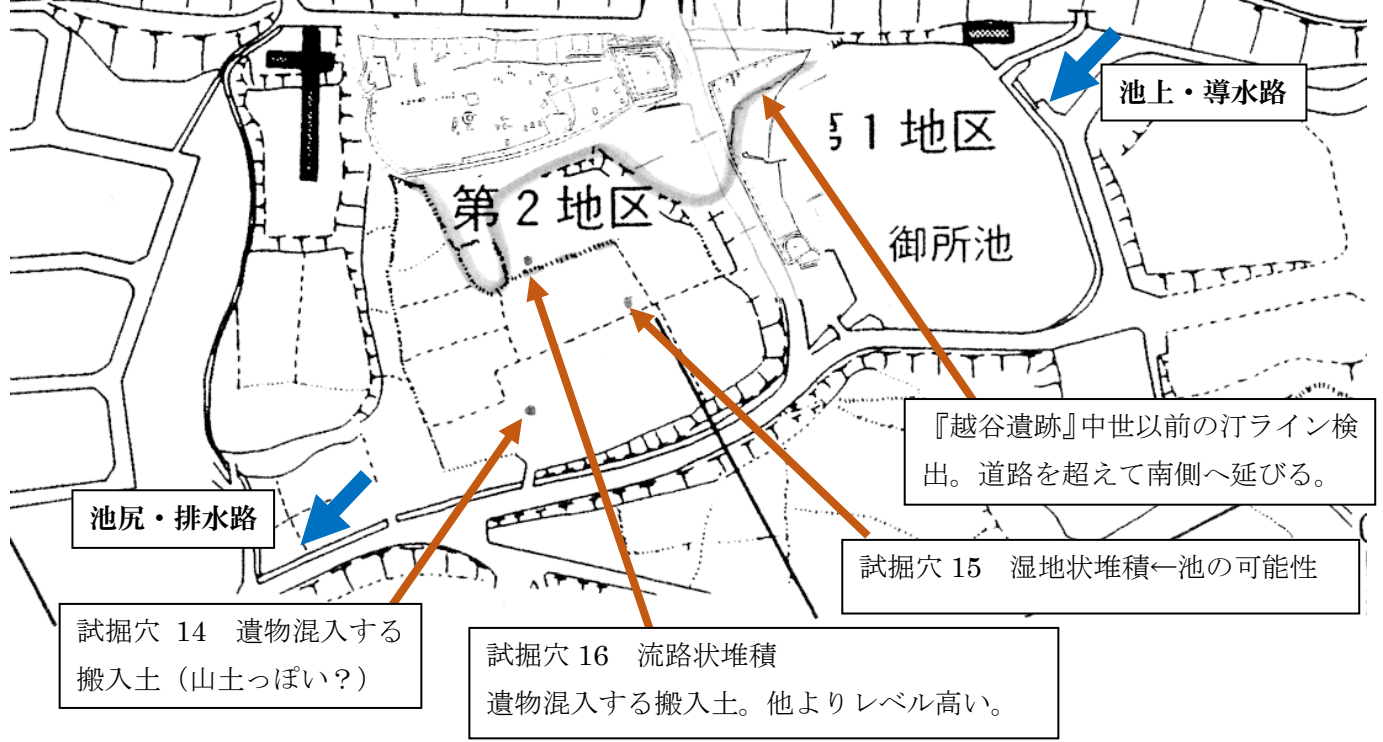 池上・導水路
第1地区
第2地区
御所池
『越谷遺跡』中世以前の汀ライン検
出。道路を超えて南側へ延びる。
池尻・排水路
試掘穴 15　湿地状堆積←池の可能性
試掘穴 14　遺物混入する
搬入土（山土っぽい？）
試掘穴 16　流路状堆積
遺物混入する搬入土。他よりレベル高い。